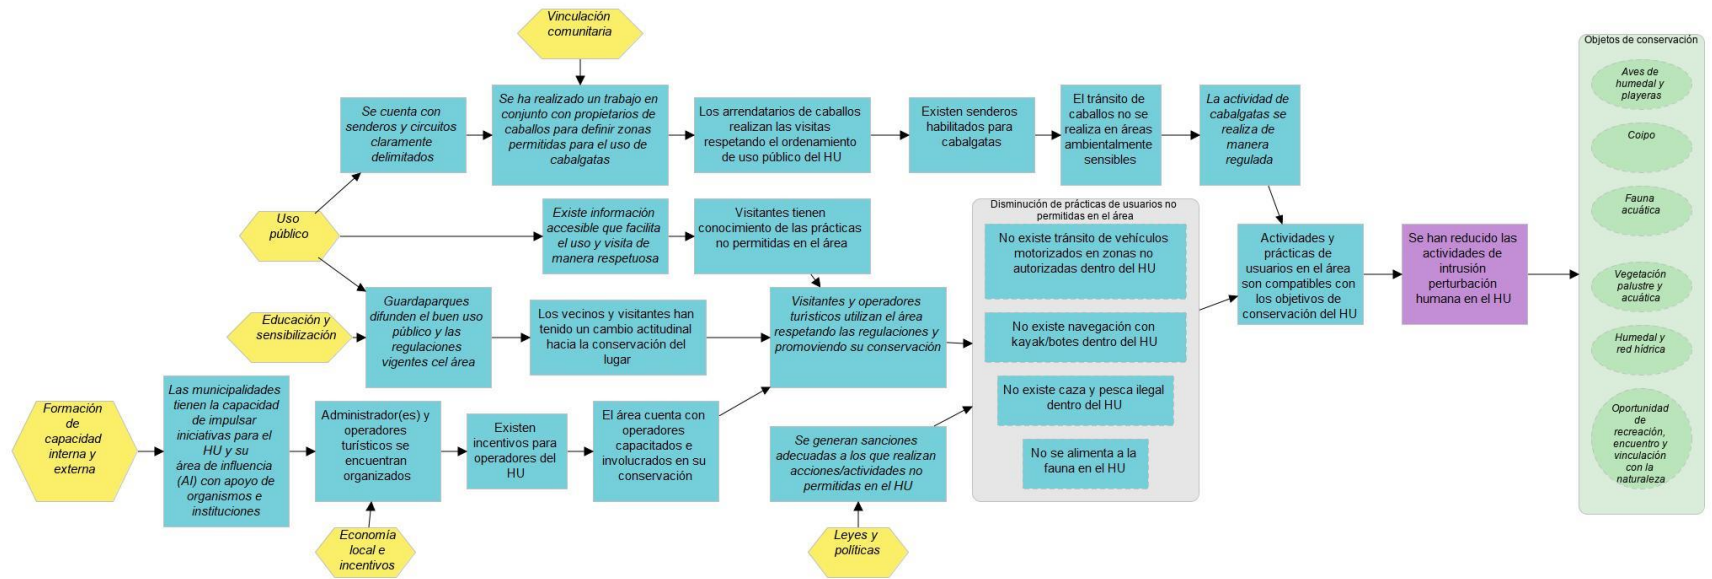 Vinculación
comunitaria
Objetos de conservación
Aves de
humedal y
playeras
Coipo
Fauna
acuática
Vegetación
palustre y
acuática
Humedal y
red hídrica
Oportunidad
de
recreación,
encuentro y
vinculación
con la
naturaleza
Se cuenta con
senderos y circuitos
claramente
delimitados
Se ha realizado un trabajo en
conjunto con propietarios de
caballos para definir zonas
permitidas para el uso de
cabalgatas
Los arrendatarios de caballos
realizan las visitas
respetando el ordenamiento
de uso público del HU
Existen senderos
habilitados para
cabalgatas
El tránsito de
caballos no se
realiza en áreas
ambientalmente
sensibles
La actividad de
cabalgatas se
realiza de
manera
regulada
Uso
público
Existe información
accesible que facilita
el uso y visita de
manera respetuosa
Visitantes tienen
conocimiento de las prácticas
no permitidas en el área
Disminución de prácticas de usuarios no
permitidas en el área
No existe tránsito de vehículos
motorizados en zonas no
autorizadas dentro del HU
No existe navegación con
kayak/botes dentro del HU
No existe caza y pesca ilegal
dentro del HU
No se alimenta a la
fauna en el HU
Actividades y
prácticas de
usuarios en el área
son compatibles con
los objetivos de
conservación del HU
Se han reducido las
actividades de
intrusión
perturbación
humana en el HU
Educación y
sensibilización
Guardaparques
difunden el buen uso
público y las
regulaciones
vigentes cel área
Los vecinos y visitantes han
tenido un cambio actitudinal
hacia la conservación del
lugar
Visitantes y operadores
turísticos utilizan el área
respetando las regulaciones y
promoviendo su conservación
Formación
de
capacidad
interna y
externa
Las municipalidades
tienen la capacidad
de impulsar
iniciativas para el
HU y su
área de influencia
(AI) con apoyo de
organismos e
instituciones
Administrador(es) y
operadores
turísticos se
encuentran
organizados
Existen
incentivos para
operadores del
HU
El área cuenta con
operadores
capacitados e
involucrados en su
conservación
Se generan sanciones
adecuadas a los que realizan
acciones/actividades no
permitidas en el HU
Economía
local e
incentivos
Leyes y
políticas